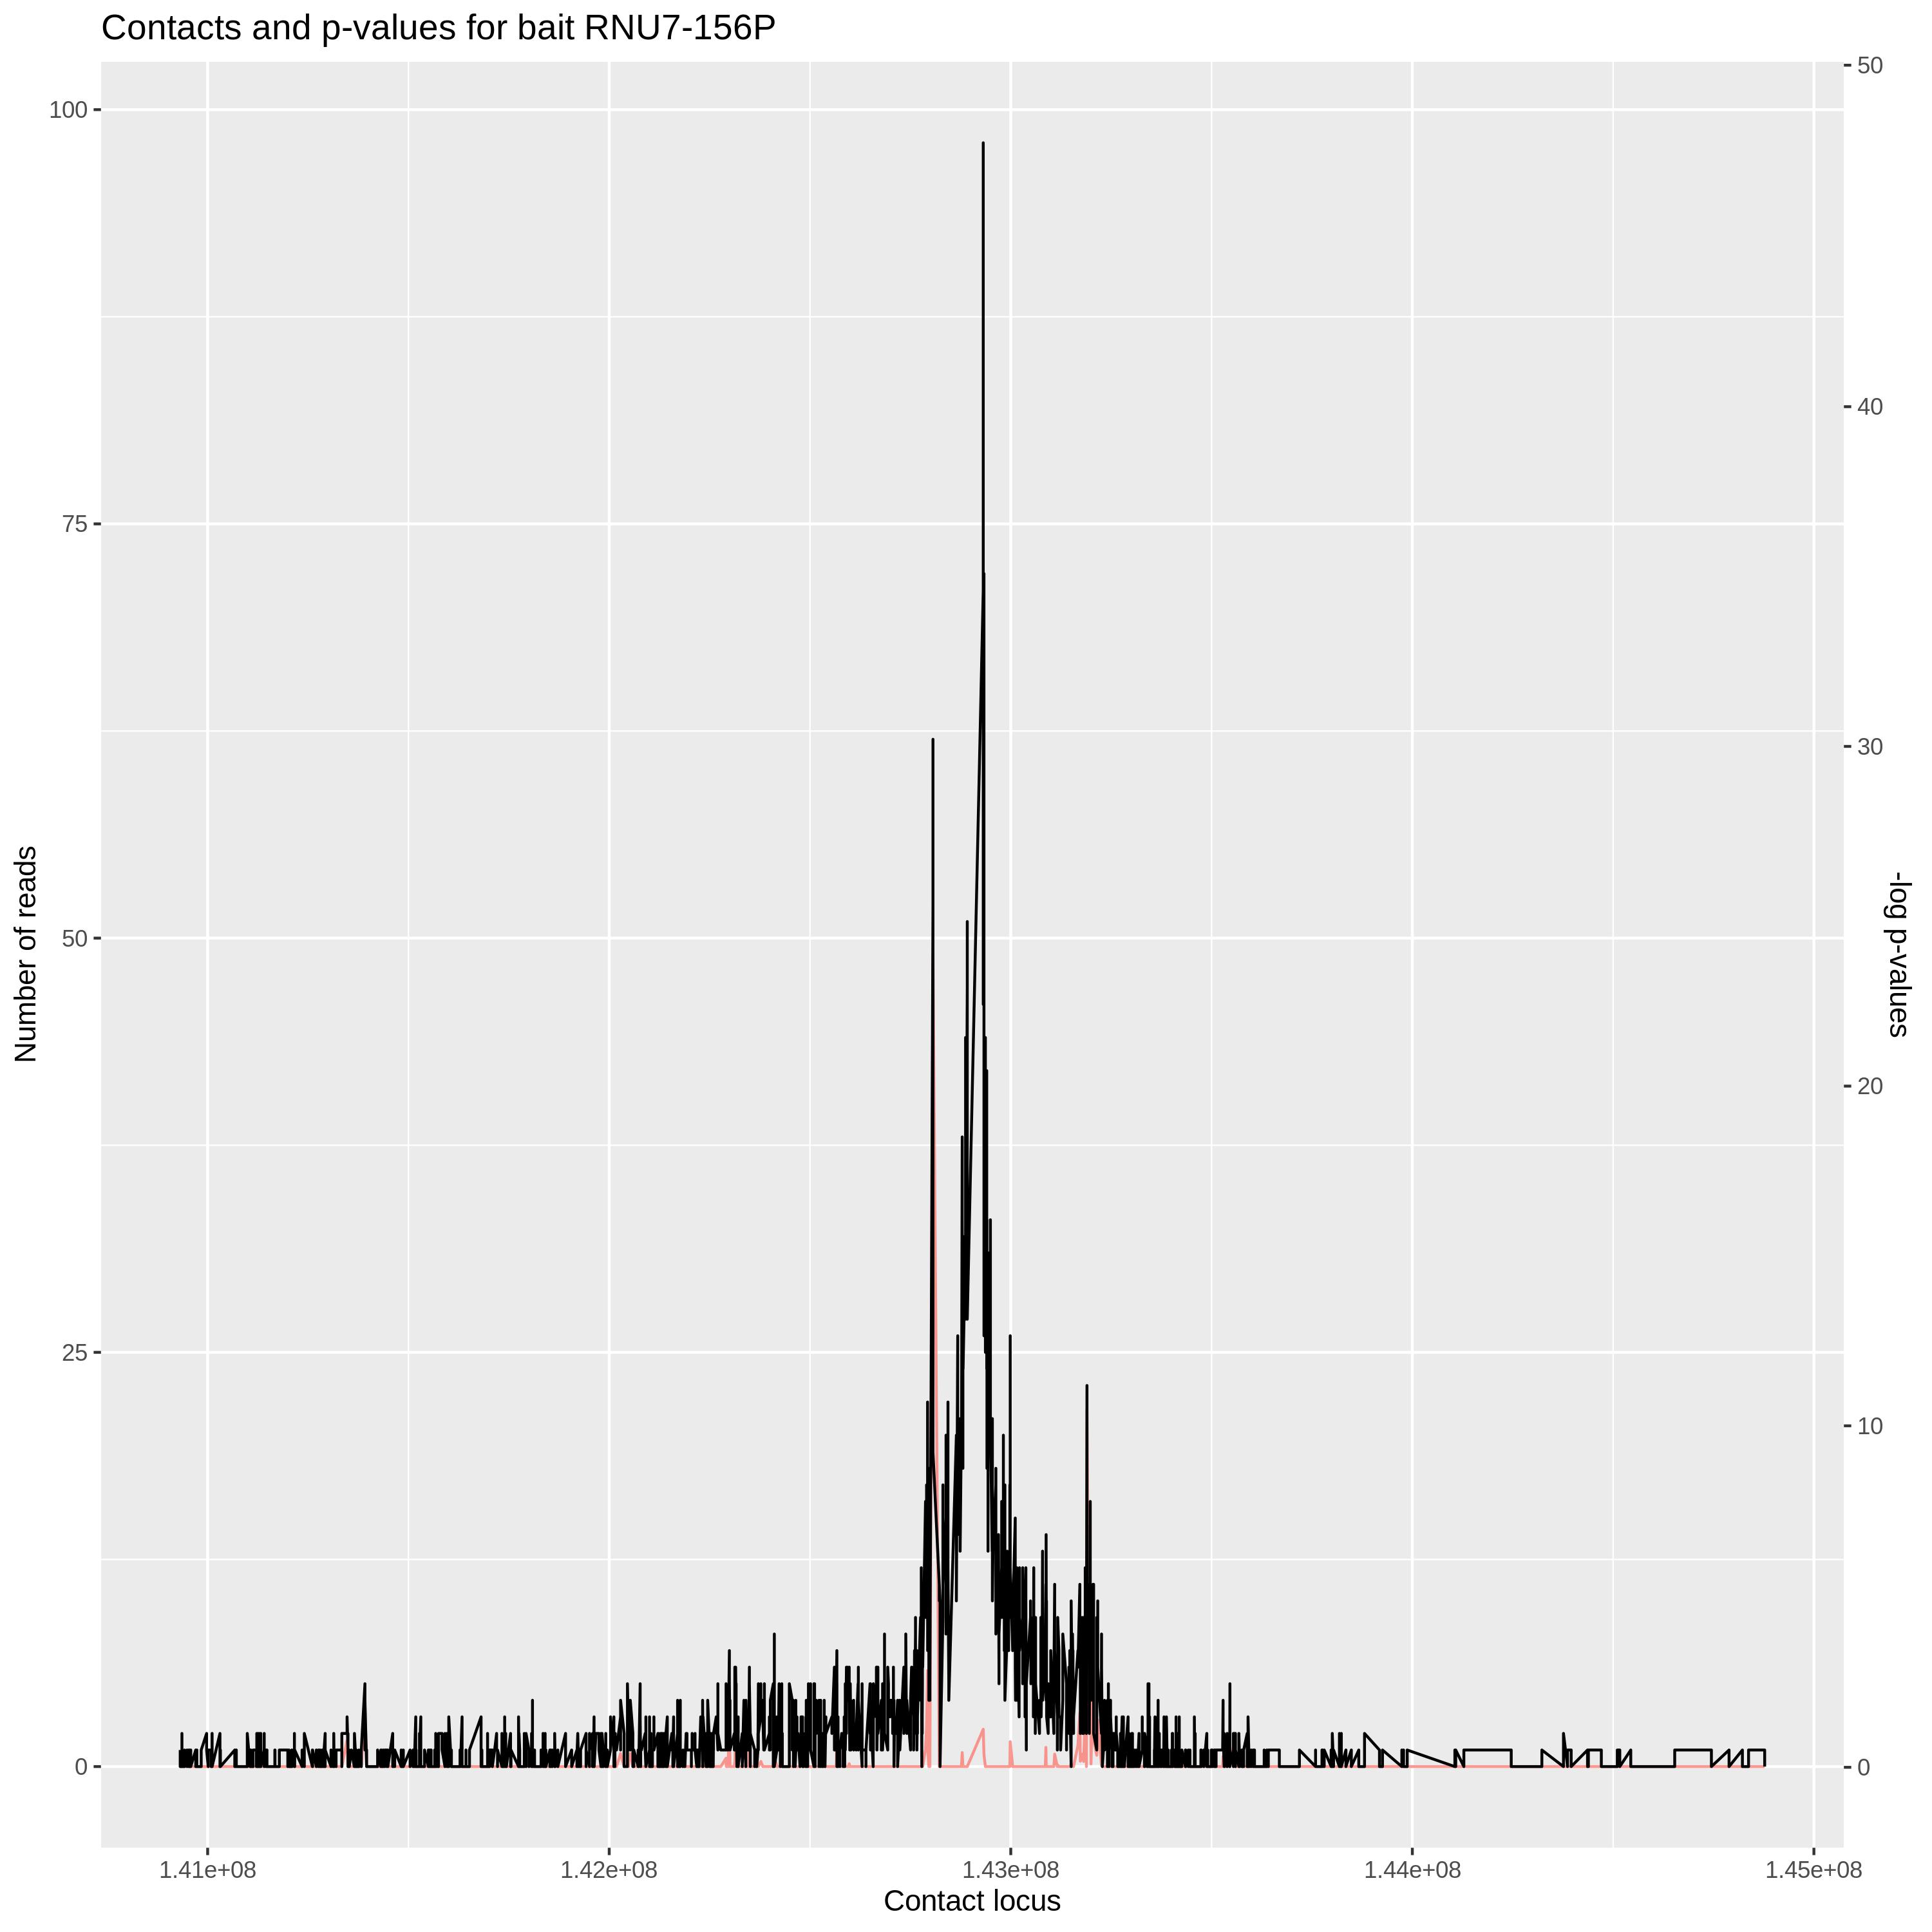 Contacts and p-values for bait RNU7-156P
100
75
50
25
0
Number of reads
50
40
30
20
10
0
-log p-values
1.41e+08
1.42e+08
1.43e+08
1.44e+08
1.45e+08
Contact locus